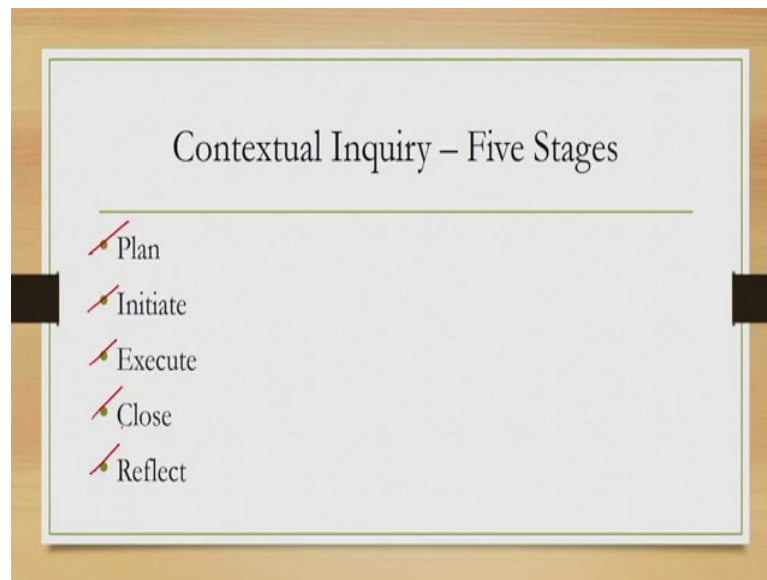 Contextual Inquiry – Five Stages
Plan
Initiate
Execute
Close
Reflect